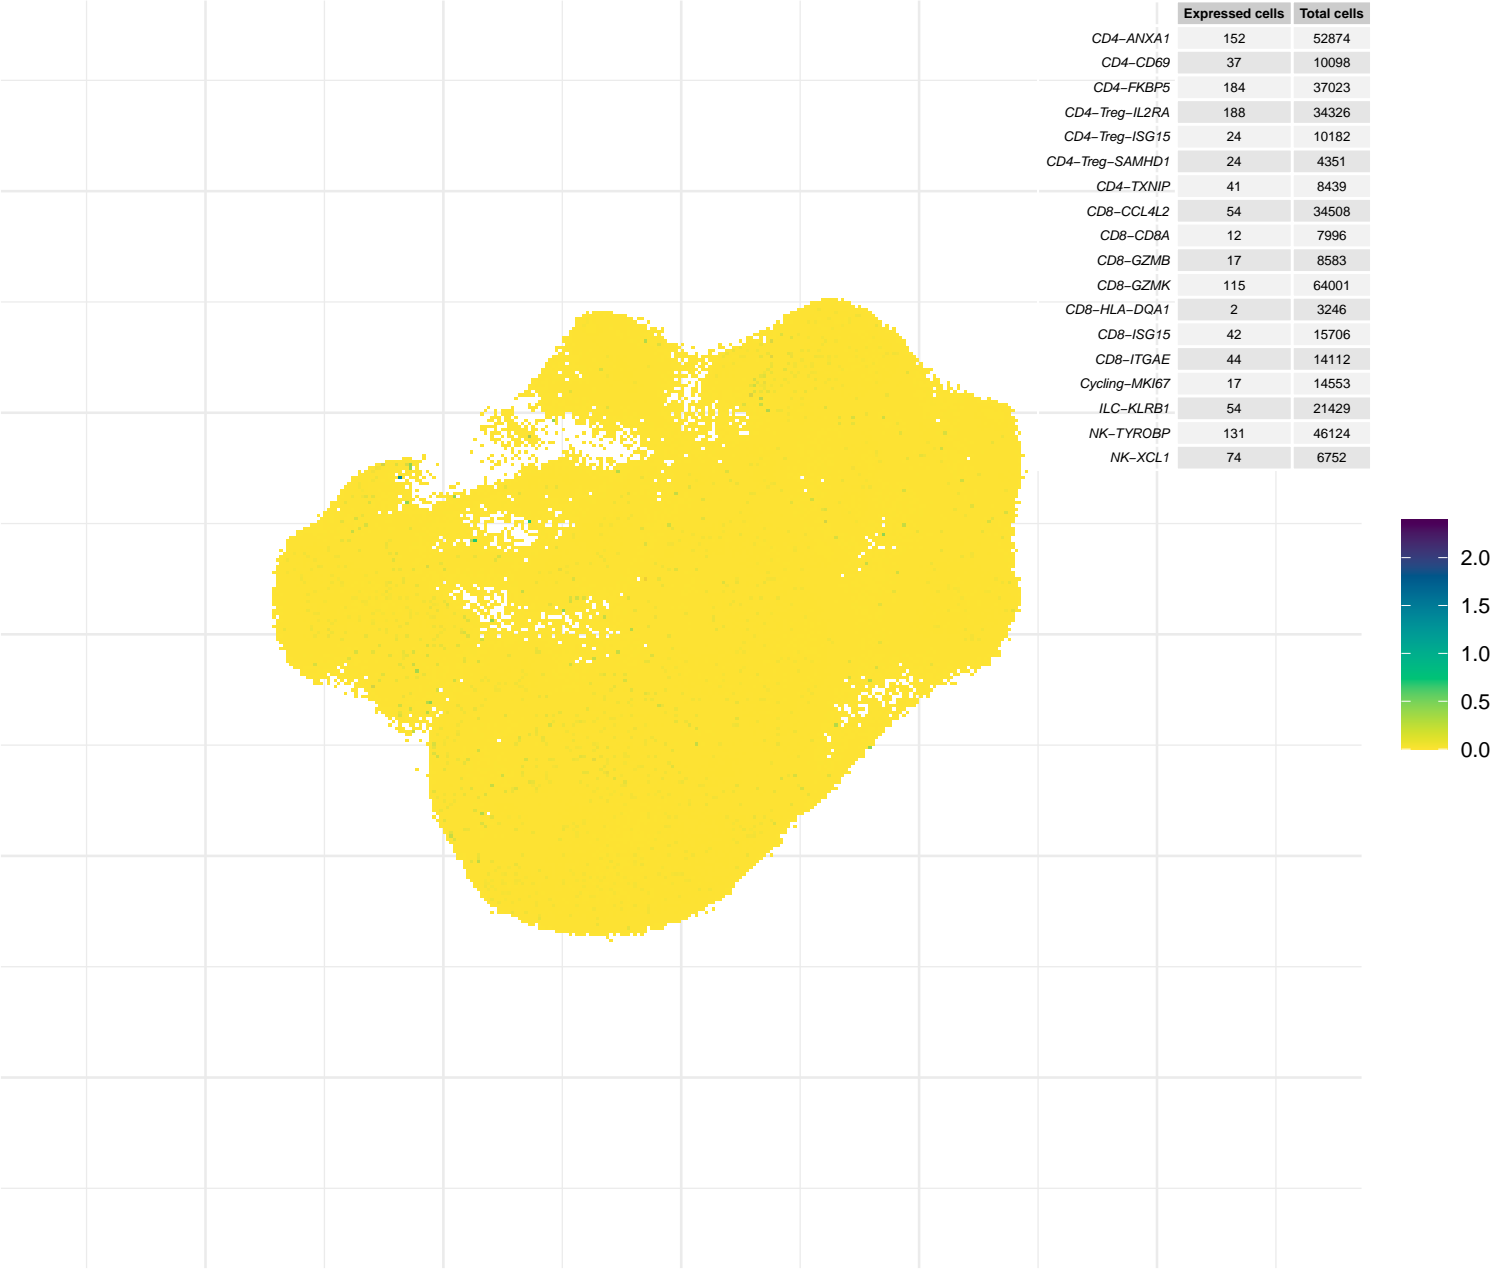 Expressed cells Total cells
CD4−ANXA1 152 52874
CD4−CD69 37 10098
CD4−FKBP5 184 37023
CD4−Treg−IL2RA 188 34326
CD4−Treg−ISG15 24 10182
CD4−Treg−SAMHD1 24 4351
CD4−TXNIP 41 8439
CD8−CCL4L2 54 34508
CD8−CD8A 12 7996
CD8−GZMB 17 8583
CD8−GZMK 115 64001
CD8−HLA−DQA1 2 3246
CD8−ISG15 42 15706
CD8−ITGAE 44 14112
Cycling−MKI67 17 14553
ILC−KLRB1 54 21429
NK−TYROBP 131 46124
NK−XCL1 74 6752
2.0
1.5
1.0
0.5
0.0